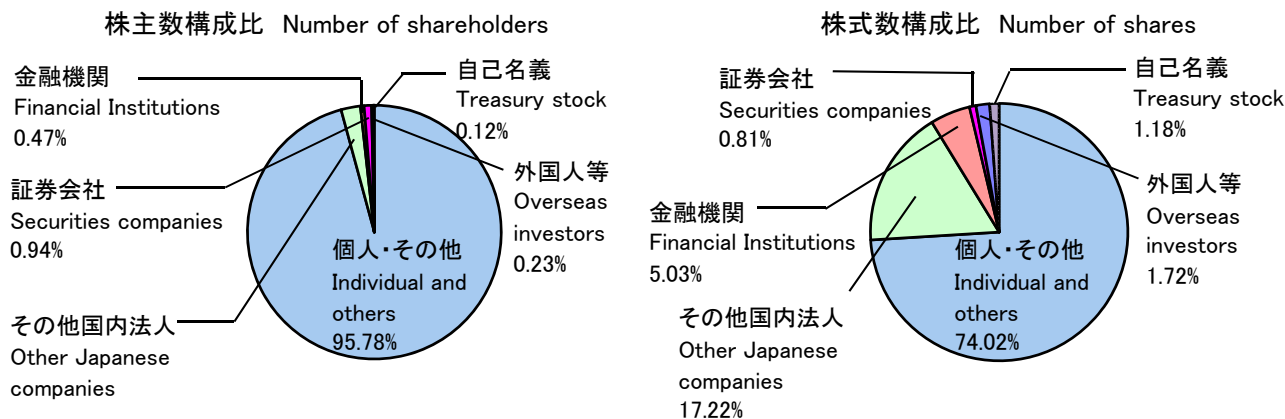 株主数構成比 Number of shareholders
金融機関
Financial Institutions
0.47%
自己名義
Treasury stock
0.12%
証券会社
Securities companies
0.94%
外国人等
Overseas
investors
0.23%
個人・その他
Individual and
others
95.78%
その他国内法人
Other Japanese
companies
株式数構成比 Number of shares
証券会社
Securities companies
0.81%
自己名義
Treasury stock
1.18%
金融機関
Financial Institutions
5.03%
外国人等
Overseas
investors
1.72%
個人・その他
Individual and
others
74.02%
その他国内法人
Other Japanese
companies
17.22%